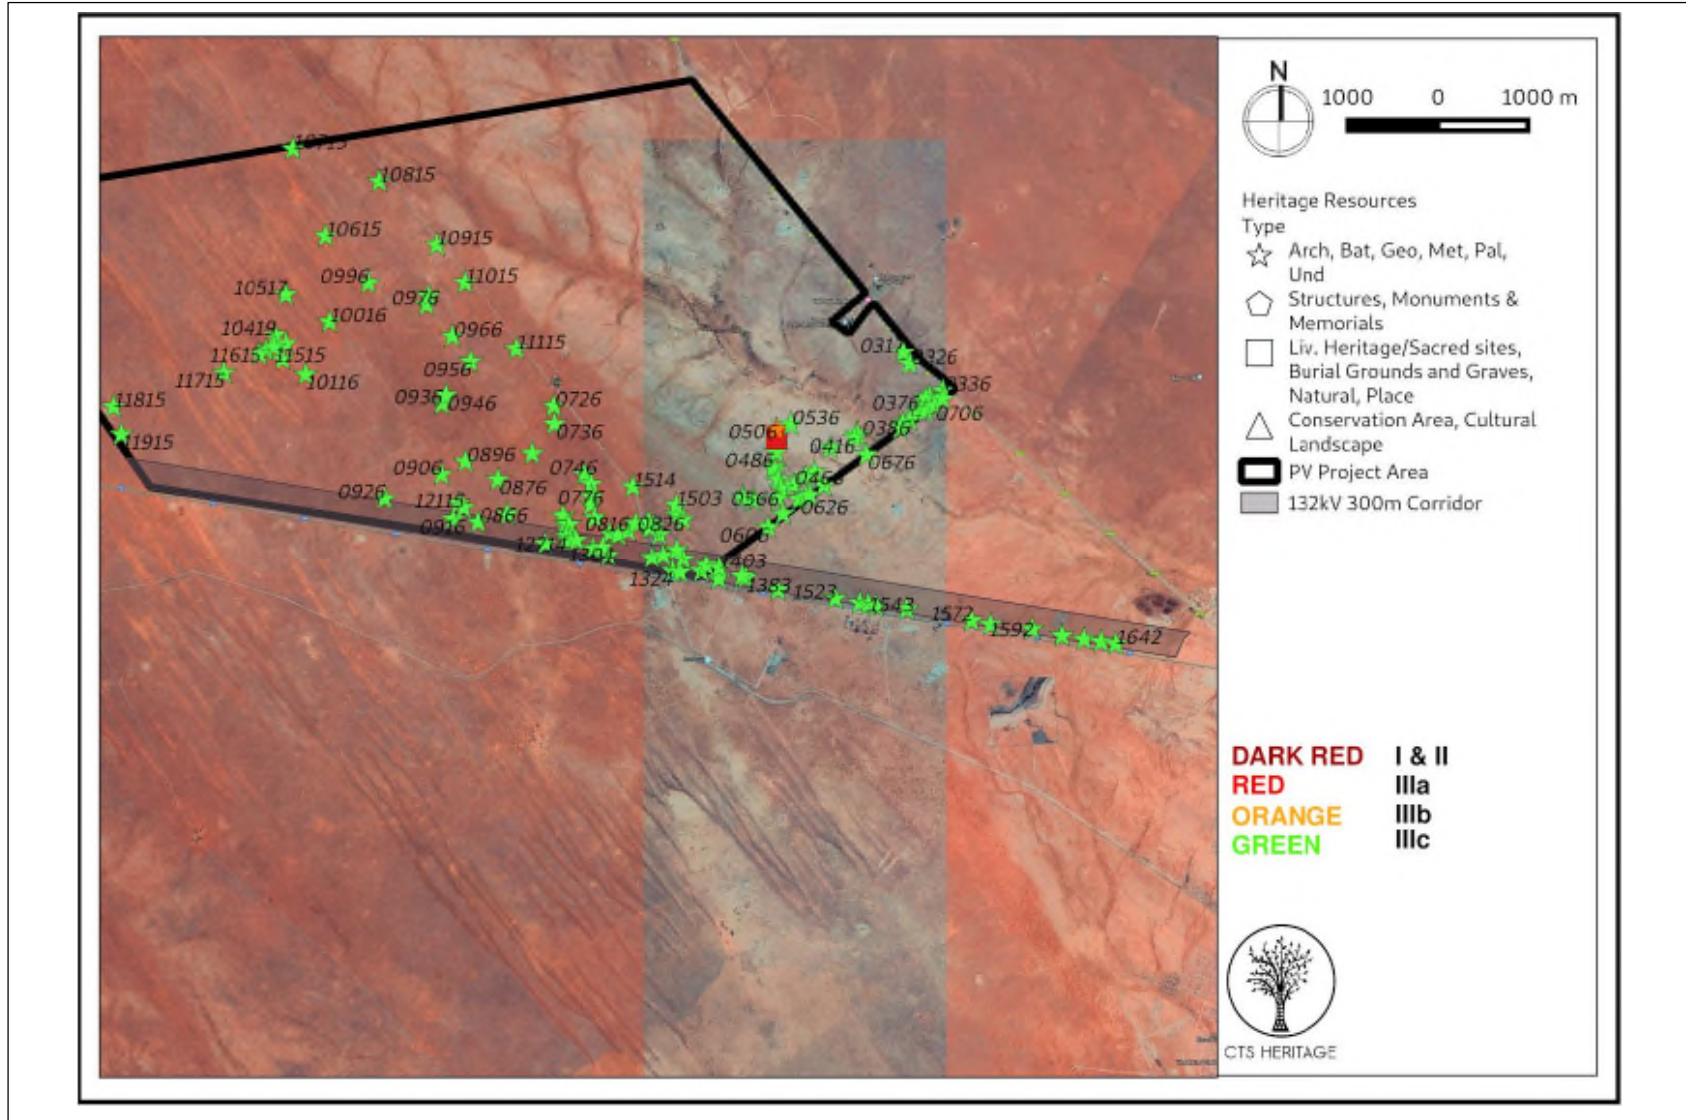 N
1000 0 1000 m
Heritage Resources
Type
Arch, Bat, Geo, Met, Pal,
Und
Structures, Monuments &
Memorials
Liv. Heritage/Sacred sites,
Burial Grounds and Graves,
Natural, Place
Conservation Area, Cultural
Landscape
PV Project Area
132kV 300m Corridor
DARK RED I & II
RED IIIa
ORANGE IIIb
GREEN IIIc
CTS HERITAGE
10715
10815
10615
10915
0996
11015
10517
0976
10016
10419
0966
11115
11615
11515
0956
11715
10116
0936
0946
11815
11915
0726
0736
0311
0326
0336
0376
0706
0386
0536
0506
0416
0676
0486
0466
0896
0906
0746
1514
0876
0926
0776
1503
0566
0626
12115
0866
0916
0816
0826
0606
1324
1403
1383
1523
1543
1572
1592
1642